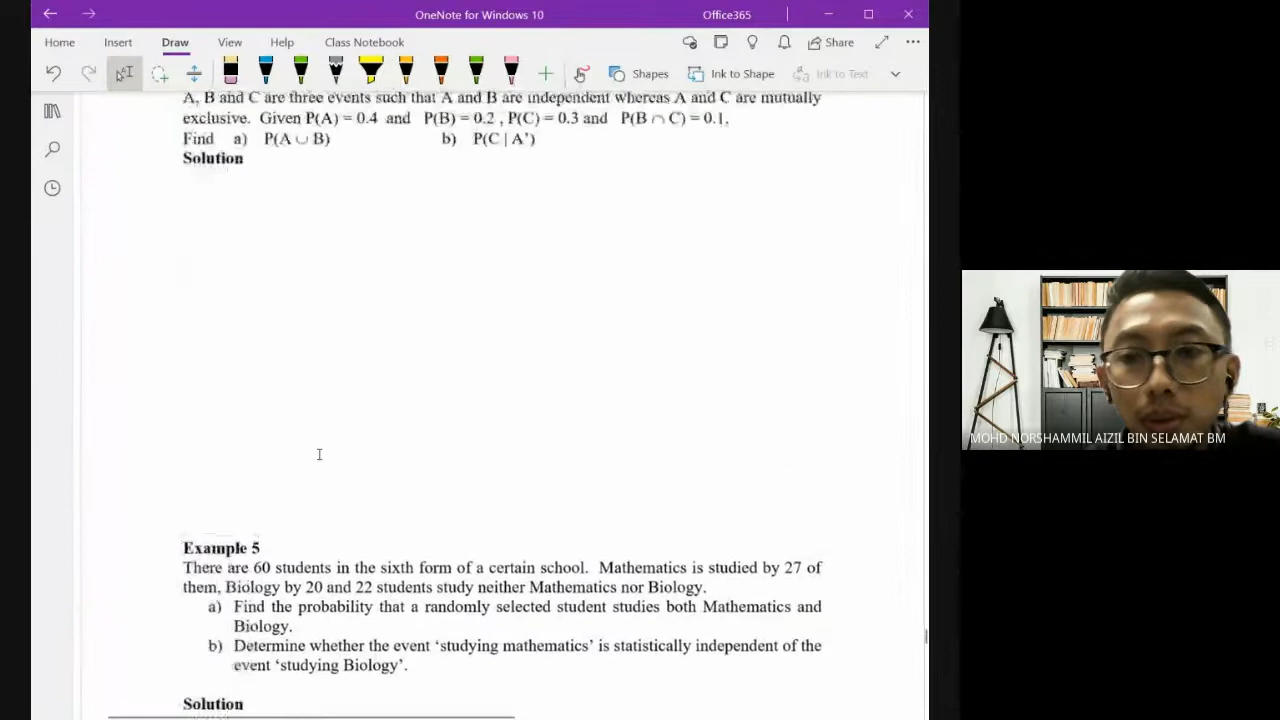 OneNote for Windows 10
Office365
Home Insert Draw View Help Class Notebook
Share
Shapes
Ink to Shape
Ink to Text
A, B and C are three events such that A and B are independent whereas A and C are mutually
exclusive. Given P(A) = 0.4 and P(B) = 0.2 , P(C) = 0.3 and P(B ∩ C) = 0.1.
Find a) P(A ∪ B) b) P(C | A’)
Solution
Example 5
There are 60 students in the sixth form of a certain school. Mathematics is studied by 27 of
them, Biology by 20 and 22 students study neither Mathematics nor Biology.
a) Find the probability that a randomly selected student studies both Mathematics and
Biology.
b) Determine whether the event ‘studying mathematics’ is statistically independent of the
event ‘studying Biology’.
Solution
MOHD NORSHAMMIL AIZIL BIN SELAMAT BM